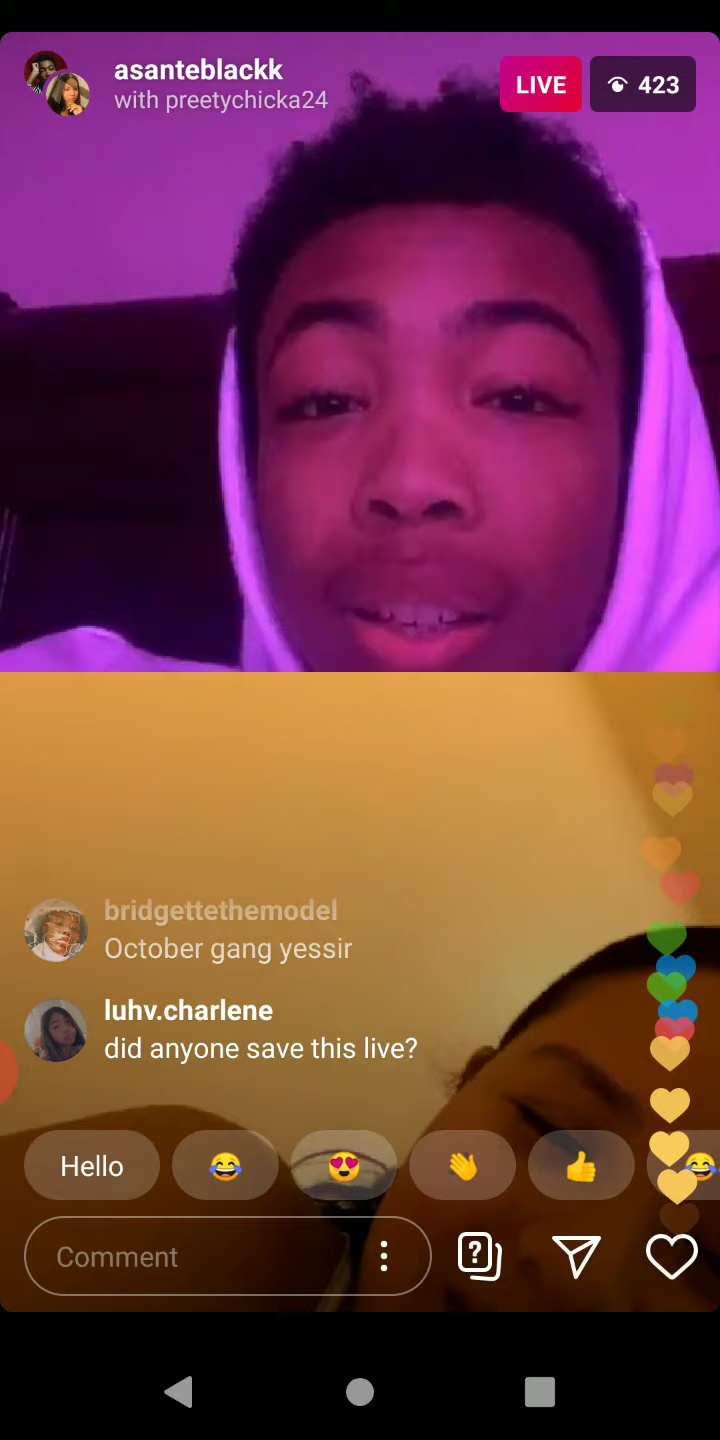 asanteblackk
with preetychicka24
LIVE
423
bridgettethemodel
October gang yessir
luhv.charlene
did anyone save this live?
Hello
Comment
?